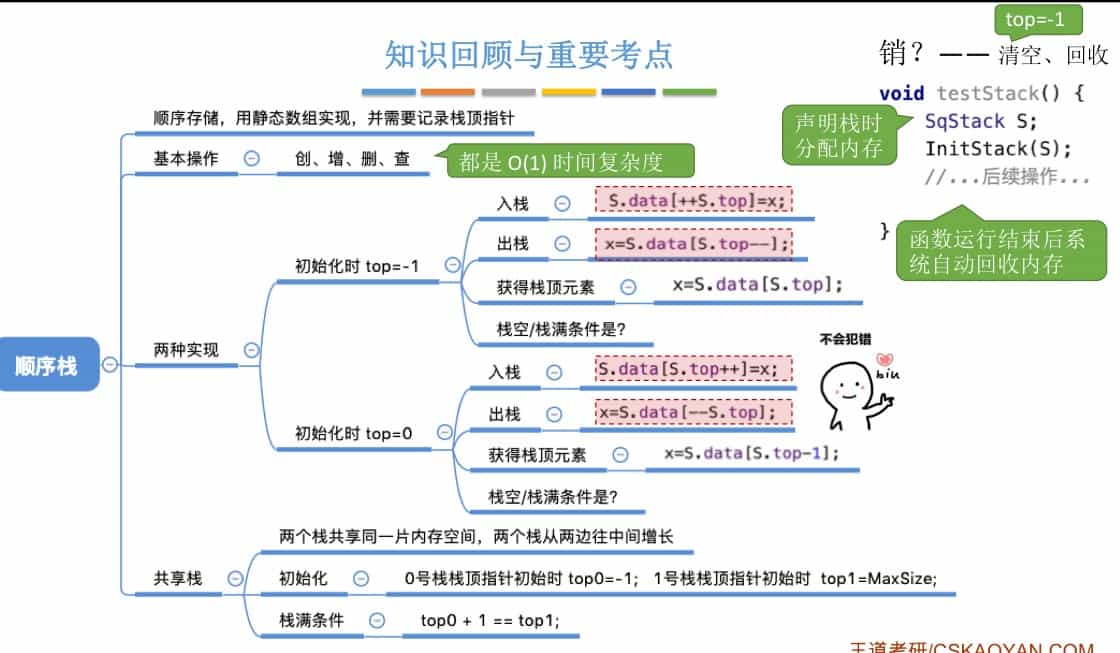 知识回顾与重要考点
top=-1
销？—— 清空、回收
void testStack() {
SqStack S;
InitStack(S);
//...后续操作...
}
声明栈时
分配内存
函数运行结束后系
统自动回收内存
顺序栈
顺序存储，用静态数组实现，并需要记录栈顶指针
基本操作
创、增、删、查
都是 O(1) 时间复杂度
两种实现
初始化时 top=-1
入栈
S.data[++S.top]=x;
出栈
x=S.data[S.top--];
获得栈顶元素
x=S.data[S.top];
栈空/栈满条件是?
初始化时 top=0
入栈
S.data[S.top++]=x;
出栈
x=S.data[--S.top];
获得栈顶元素
x=S.data[S.top-1];
栈空/栈满条件是?
不会犯错
biu
共享栈
两个栈共享同一片内存空间，两个栈从两边往中间增长
初始化
0号栈栈顶指针初始时 top0=-1； 1号栈栈顶指针初始时 top1=MaxSize;
栈满条件
top0 + 1 == top1;
王道考研/CSKAOYAN.COM